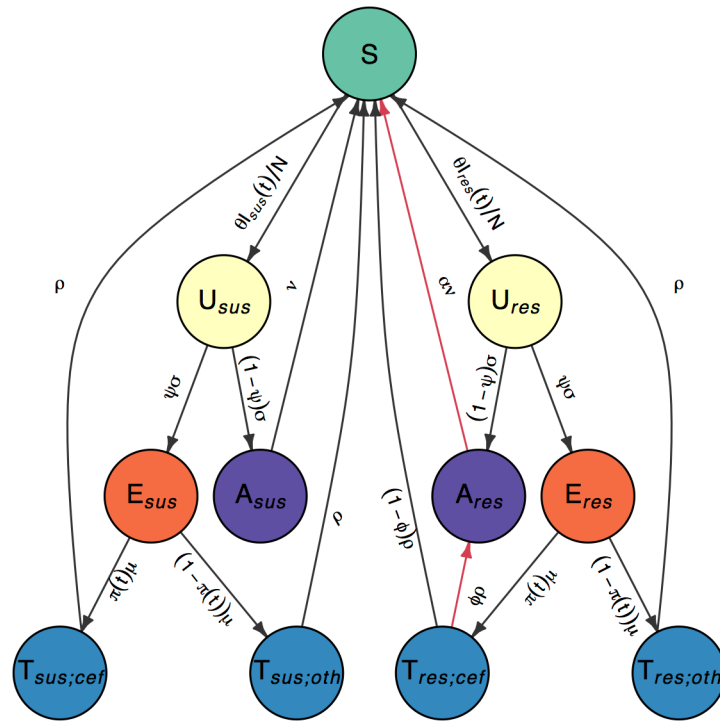 S
θI_sus(t)/N
θI_res(t)/N
ρ
ν
αν
ρ
U_sus
U_res
ψσ
(1−ψ)σ
(1−ψ)σ
ψσ
E_sus
A_sus
A_res
E_res
ρ
(1−ϕ)ρ
π(t)μ
(1−π(t))μ
ϕρ
π(t)μ
(1−π(t))μ
T_sus;cef
T_sus;oth
T_res;cef
T_res;oth